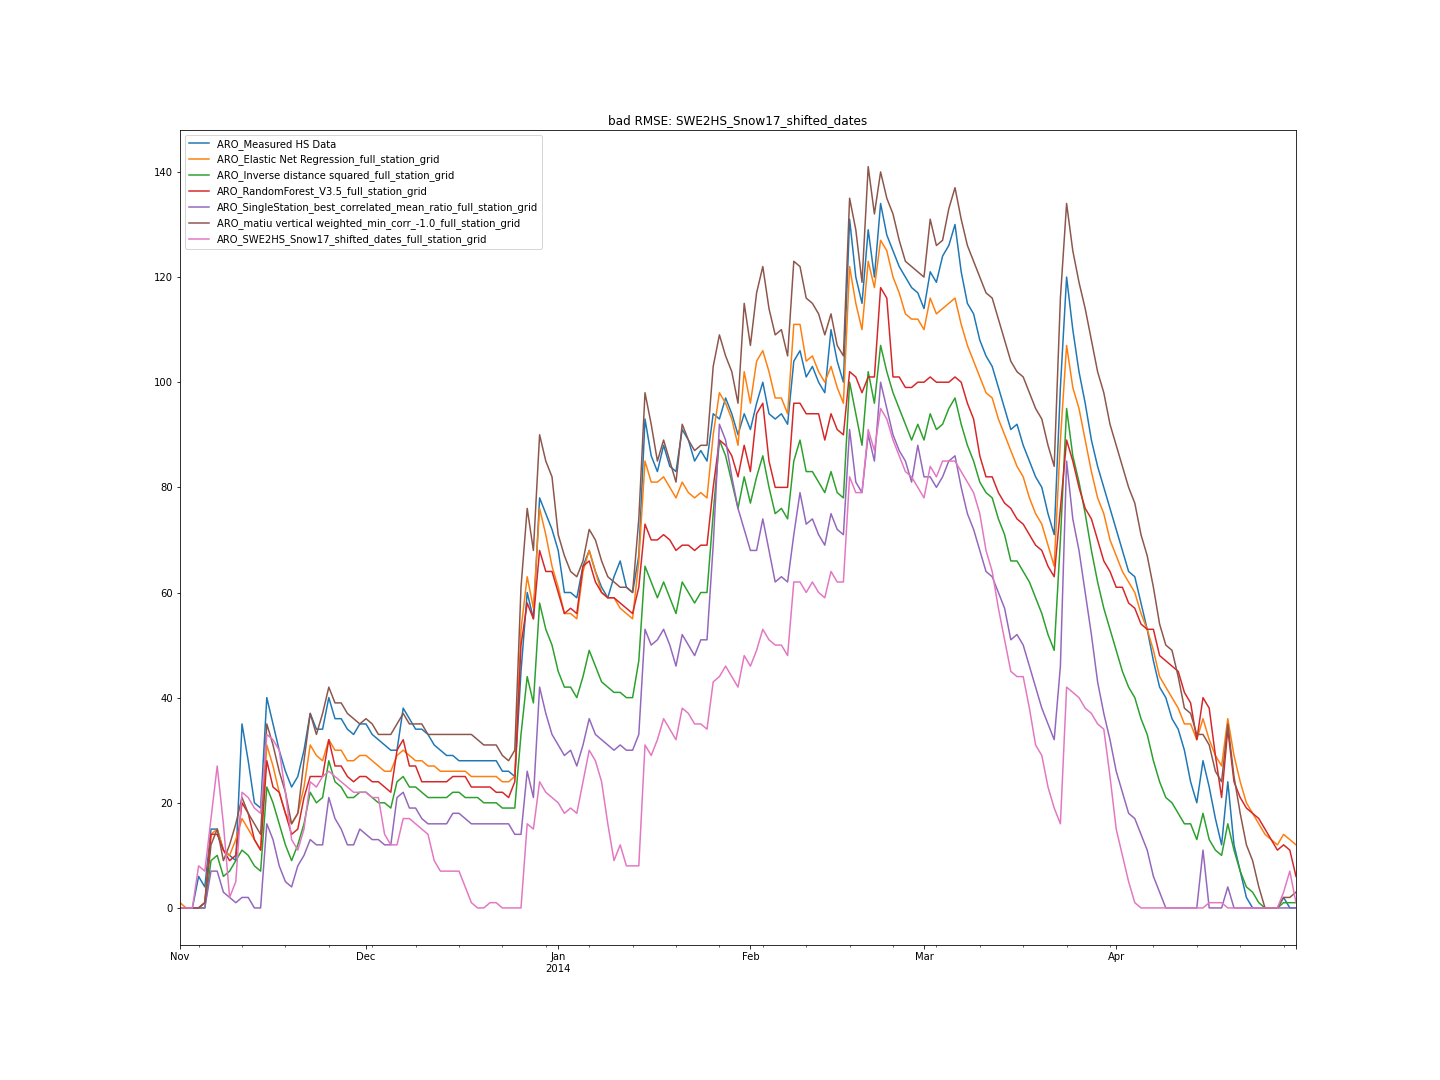 bad RMSE: SWE2HS_Snow17_shifted_dates
ARO_Measured HS Data
ARO_Elastic Net Regression_full_station_grid
ARO_Inverse distance squared_full_station_grid
ARO_RandomForest_V3.5_full_station_grid
ARO_SingleStation_best_correlated_mean_ratio_full_station_grid
ARO_matiu vertical weighted_min_corr_-1.0_full_station_grid
ARO_SWE2HS_Snow17_shifted_dates_full_station_grid
140
120
100
80
60
40
20
0
Nov Dec Jan Feb Mar Apr
2014